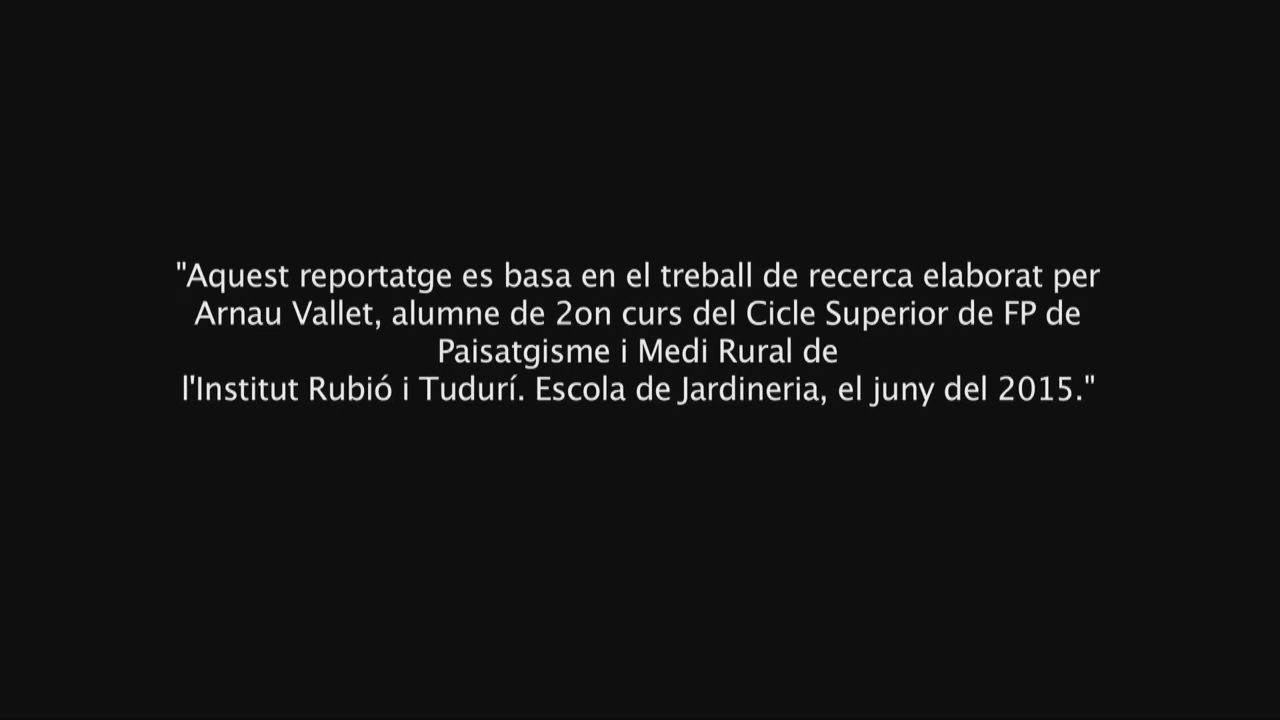 "Aquest reportatge es basa en el treball de recerca elaborat per
Arnau Vallet, alumne de 2on curs del Cicle Superior de FP de
Paisatgisme i Medi Rural de
l'Institut Rubió i Tudurí. Escola de Jardineria, el juny del 2015."